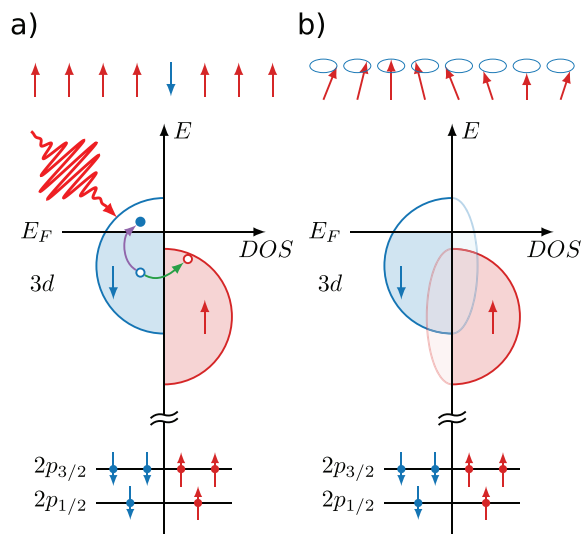 a)
b)
E
E
E_F
DOS
E_F
DOS
3d
3d
2p_{3/2}
2p_{3/2}
2p_{1/2}
2p_{1/2}